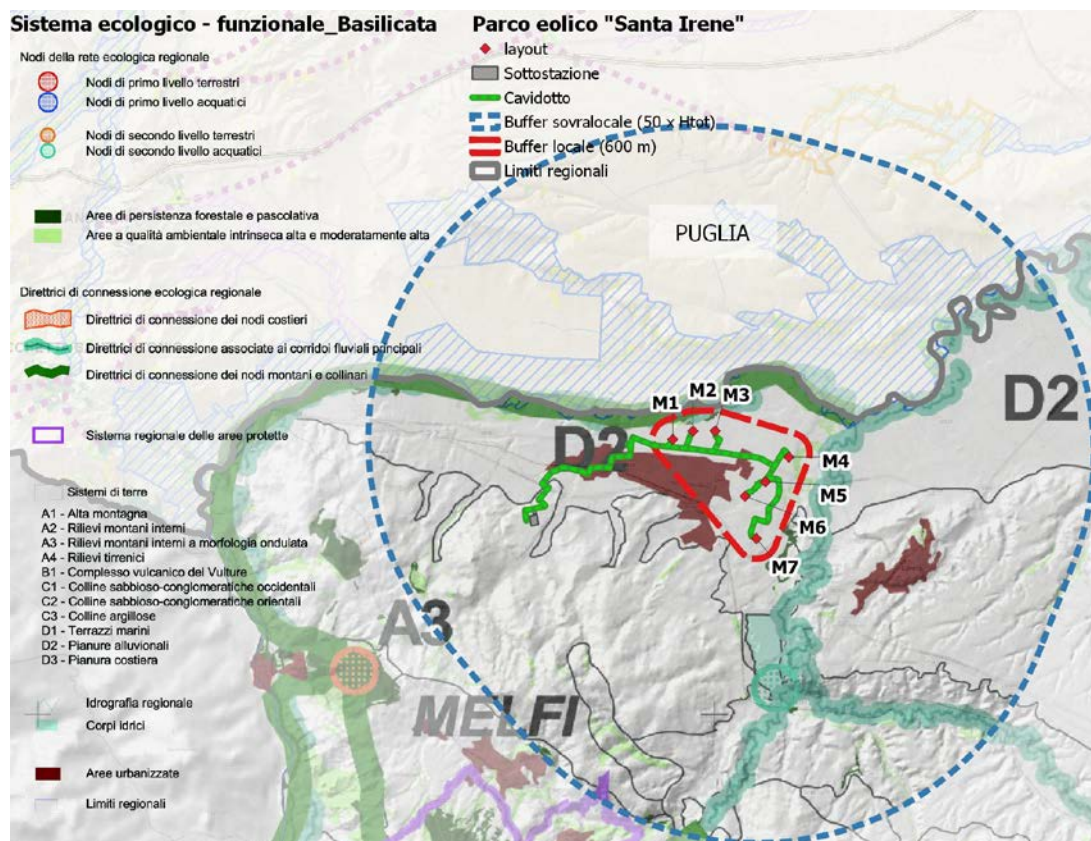 Sistema ecologico - funzionale_Basilicata
Nodi della rete ecologica regionale
Nodi di primo livello terrestri
Nodi di primo livello acquatici
Nodi di secondo livello terrestri
Nodi di secondo livello acquatici
Aree di persistenza forestale e pascolativa
Aree a qualità ambientale intrinseca alta e moderatamente alta
Direttrici di connessione ecologica regionale
Direttrici di connessione dei nodi costieri
Direttrici di connessione associate ai corridoi fluviali principali
Direttrici di connessione dei nodi montani e collinari
Sistema regionale delle aree protette
Sistemi di terre
A1 - Alta montagna
A2 - Rilievi montani interni
A3 - Rilievi montani interni a morfologia ondulata
A4 - Rilievi tirrenici
B1 - Complesso vulcanico del Vulture
C1 - Colline sabbioso-conglomeratiche occidentali
C2 - Colline sabbioso-conglomeratiche orientali
C3 - Colline argillose
D1 - Terrazzi marini
D2 - Pianure alluvionali
D3 - Pianura costiera
Idrografia regionale
Corpi idrici
Aree urbanizzate
Limiti regionali
Parco eolico "Santa Irene"
layout
Sottostazione
Cavidotto
Buffer sovralocale (50 x Htot)
Buffer locale (600 m)
Limiti regionali
PUGLIA
D2
M1
M2
M3
D2
M4
M5
M6
M7
A3
MELFI